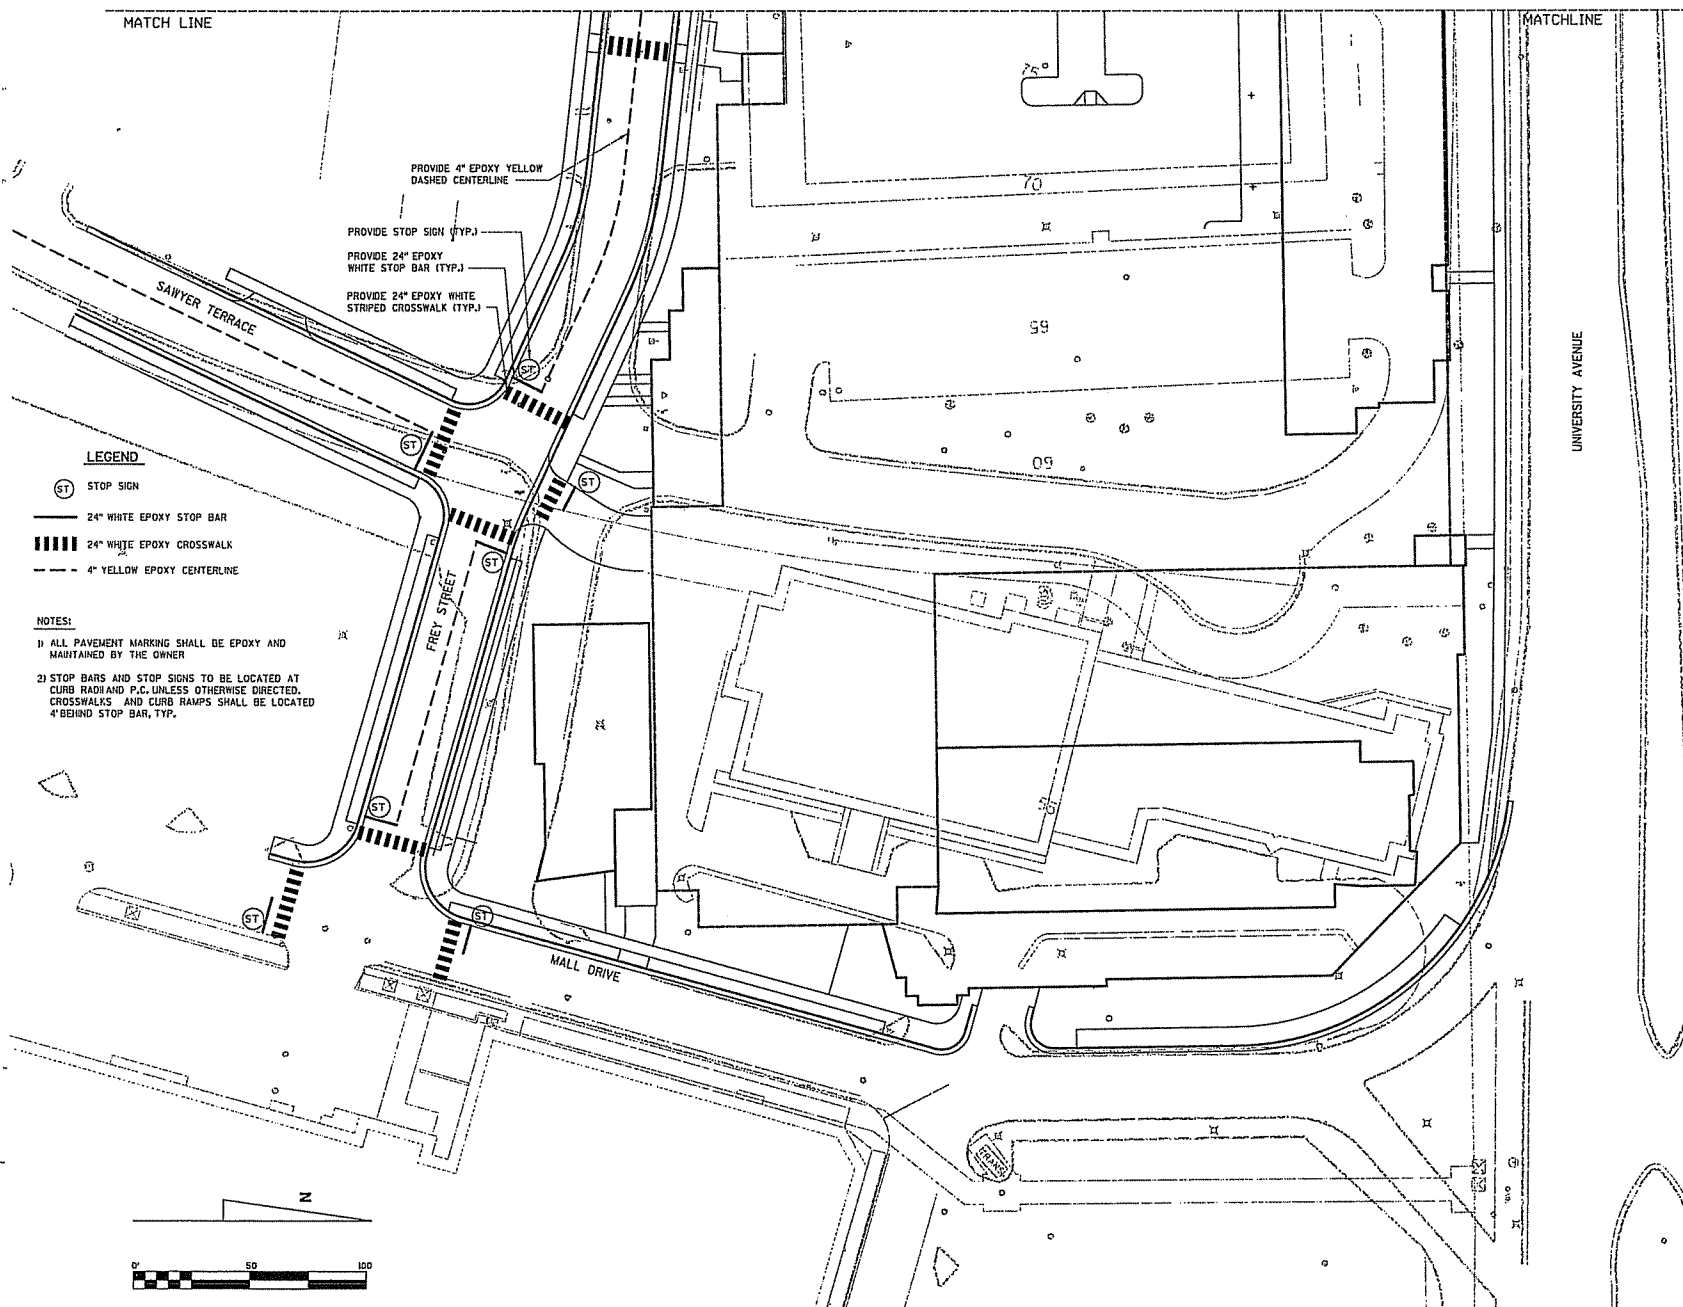 MATCH LINE
MATCHLINE
75
PROVIDE 4" EPOXY YELLOW
DASHED CENTERLINE
70
PROVIDE STOP SIGN (TYP.)
PROVIDE 24" EPOXY
WHITE STOP BAR (TYP.)
PROVIDE 24" EPOXY WHITE
STRIPED CROSSWALK (TYP.)
SAWYER TERRACE
65
UNIVERSITY AVENUE
ST
ST
60
ST
ST
LEGEND
ST STOP SIGN
24" WHITE EPOXY STOP BAR
24" WHITE EPOXY CROSSWALK
4" YELLOW EPOXY CENTERLINE
FREY STREET
NOTES:
1) ALL PAVEMENT MARKING SHALL BE EPOXY AND
MAINTAINED BY THE OWNER
2) STOP BARS AND STOP SIGNS TO BE LOCATED AT
CURB RADII AND P.C. UNLESS OTHERWISE DIRECTED.
CROSSWALKS AND CURB RAMPS SHALL BE LOCATED
4' BEHIND STOP BAR, TYP.
ST
55
ST
ST
MALL DRIVE
TRANS
N
0' 50 100